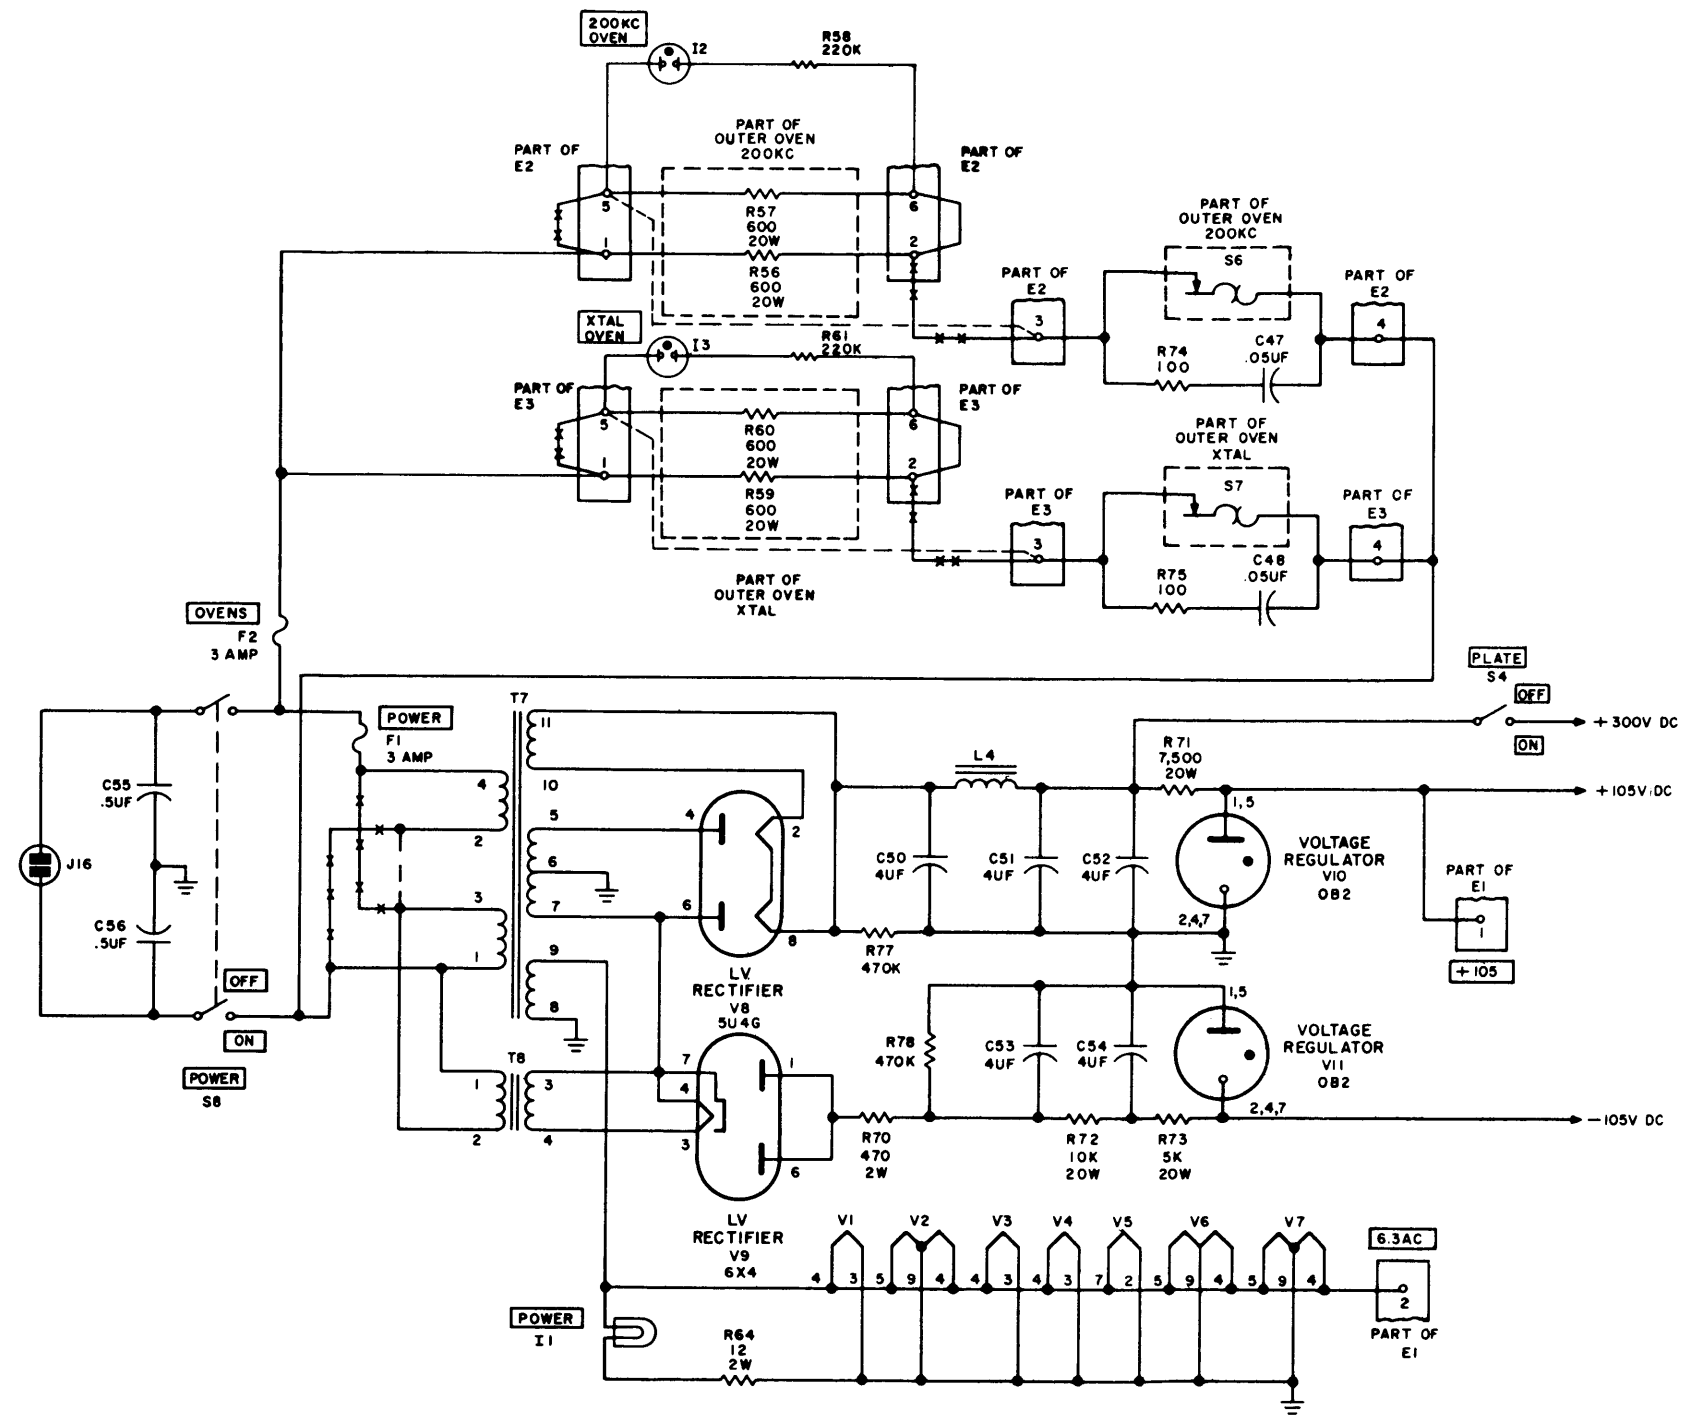 200KC
OVEN
I2
R58
220K
PART OF
OUTER OVEN
200KC
PART OF
E2
PART OF
E2
5
R57
600
20W
6
1
R56
600
20W
2
PART OF
OUTER OVEN
200KC
S6
PART OF
E2
3
PART OF
E2
4
R74
100
C47
.05UF
XTAL
OVEN
I3
R61
220K
PART OF
E3
PART OF
E3
5
R60
600
20W
6
1
R59
600
20W
2
PART OF
OUTER OVEN
XTAL
PART OF
OUTER OVEN
XTAL
S7
PART OF
E3
3
PART OF
E3
4
R75
100
C48
.05UF
OVENS
F2
3 AMP
POWER
F1
3 AMP
C55
.5UF
J16
C56
.5UF
OFF
ON
POWER
S8
T7
4
2
3
1
11
10
5
6
7
9
8
T8
1
2
3
4
4
2
6
8
LV
RECTIFIER
V8
5U4G
7
4
3
1
6
LV
RECTIFIER
V9
6X4
L4
C50
4UF
C51
4UF
C52
4UF
R77
470K
R71
7,500
20W
PLATE
S4
OFF
ON
+300V DC
+105V DC
1,5
VOLTAGE
REGULATOR
V10
OB2
2,4,7
PART OF
E1
1
+105
R78
470K
C53
4UF
C54
4UF
1,5
VOLTAGE
REGULATOR
V11
OB2
2,4,7
-105V DC
R70
470
2W
R72
10K
20W
R73
5K
20W
V1
V2
V3
V4
V5
V6
V7
4
3
5
9
4
4
3
4
3
7
2
5
9
4
5
9
4
6.3AC
2
PART OF
E1
POWER
I1
R64
12
2W